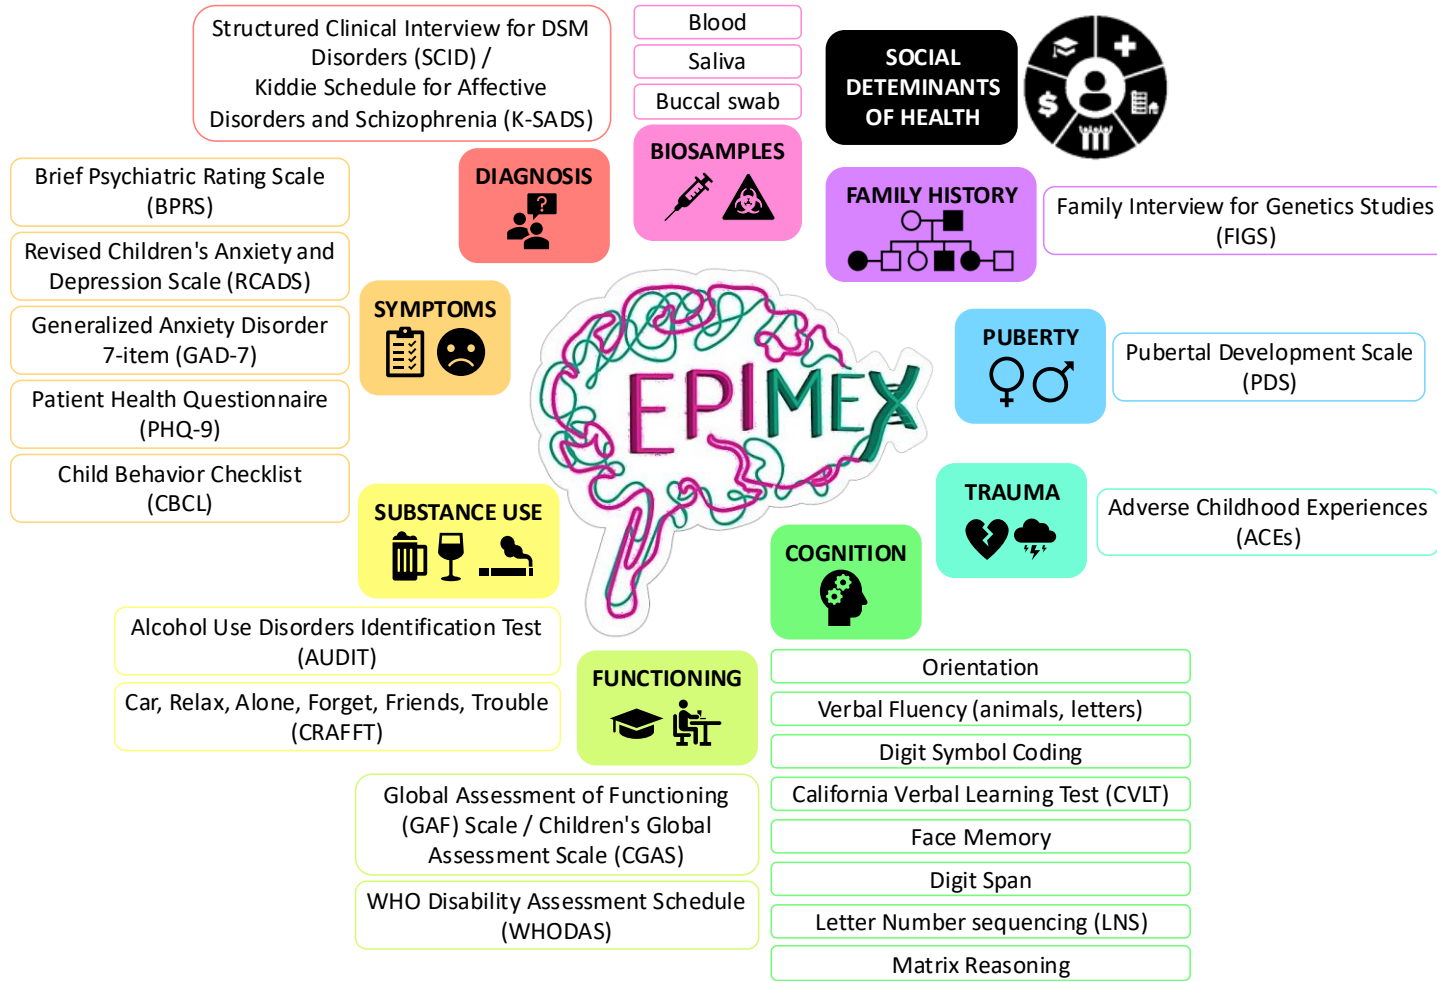 Structured Clinical Interview for DSM
Disorders (SCID) /
Kiddie Schedule for Affective
Disorders and Schizophrenia (K-SADS)
DIAGNOSIS
?
Blood
Saliva
Buccal swab
BIOSAMPLES
SOCIAL
DETEMINANTS
OF HEALTH
$
FAMILY HISTORY
Family Interview for Genetics Studies
(FIGS)
Brief Psychiatric Rating Scale
(BPRS)
Revised Children's Anxiety and
Depression Scale (RCADS)
Generalized Anxiety Disorder
7-item (GAD-7)
Patient Health Questionnaire
(PHQ-9)
Child Behavior Checklist
(CBCL)
SYMPTOMS
EPIMEX
PUBERTY
Pubertal Development Scale
(PDS)
TRAUMA
Adverse Childhood Experiences
(ACEs)
SUBSTANCE USE
Alcohol Use Disorders Identification Test
(AUDIT)
Car, Relax, Alone, Forget, Friends, Trouble
(CRAFFT)
FUNCTIONING
Global Assessment of Functioning
(GAF) Scale / Children's Global
Assessment Scale (CGAS)
WHO Disability Assessment Schedule
(WHODAS)
COGNITION
Orientation
Verbal Fluency (animals, letters)
Digit Symbol Coding
California Verbal Learning Test (CVLT)
Face Memory
Digit Span
Letter Number sequencing (LNS)
Matrix Reasoning